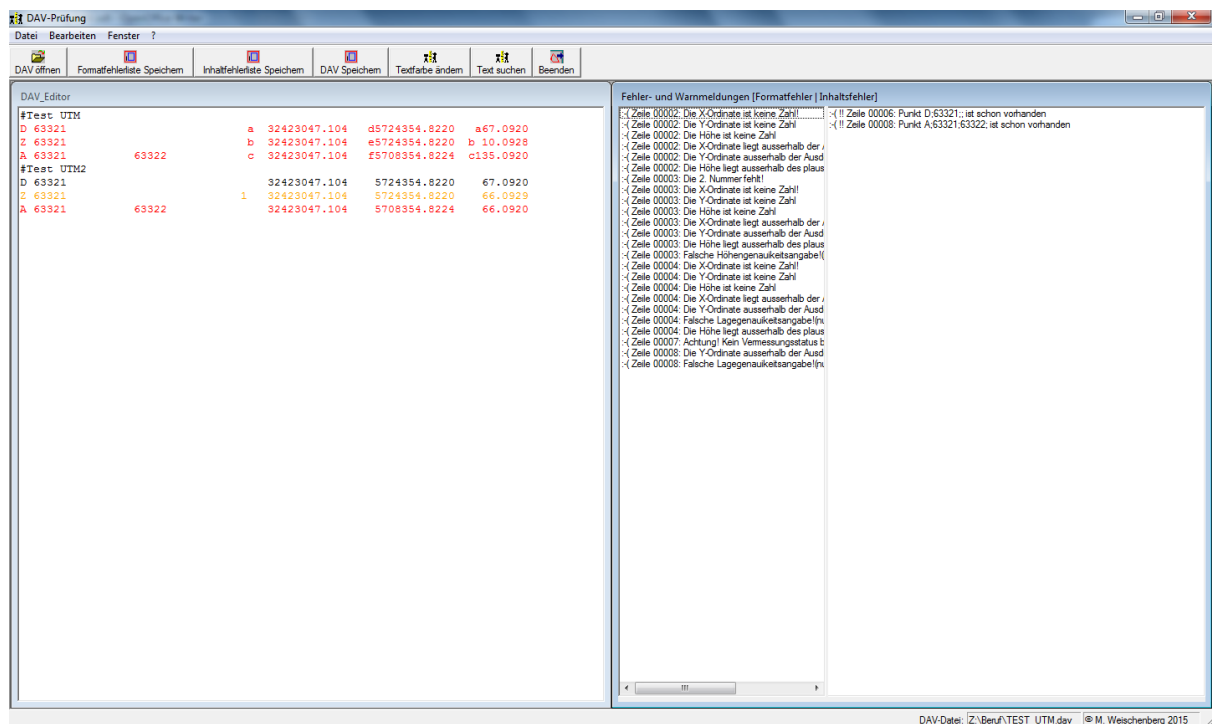 DAV-Prüfung
Datei Bearbeiten Fenster ?
DAV öffnen Formatfehlerliste Speichern Inhaltfehlerliste Speichern DAV Speichern Textfarbe ändern Text suchen Beenden
DAV_Editor
#Test UTM
D 63321 a 32423047.104 d5724354.8220 a67.0920
Z 63321 b 32423047.104 e5724354.8220 b 10.0928
A 63321 63322 c 32423047.104 f5708354.8224 c135.0920
#Test UTM2
D 63321 32423047.104 5724354.8220 67.0920
Z 63321 1 32423047.104 5724354.8220 66.0929
A 63321 63322 32423047.104 5708354.8224 66.0920
Fehler- und Warnmeldungen [Formatfehler | Inhaltsfehler]
:-( Zeile 00002: Die X-Ordinate ist keine Zahl!
:-( Zeile 00002: Die Y-Ordinate ist keine Zahl
:-( Zeile 00002: Die Höhe ist keine Zahl
:-( Zeile 00002: Die X-Ordinate liegt ausserhalb der
:-( Zeile 00002: Die Y-Ordinate ausserhalb der Ausd
:-( Zeile 00002: Die Höhe liegt ausserhalb des plaus
:-( Zeile 00003: Die 2. Nummer fehlt!
:-( Zeile 00003: Die X-Ordinate ist keine Zahl!
:-( Zeile 00003: Die Y-Ordinate ist keine Zahl
:-( Zeile 00003: Die Höhe ist keine Zahl
:-( Zeile 00003: Die X-Ordinate liegt ausserhalb der
:-( Zeile 00003: Die Y-Ordinate ausserhalb der Ausd
:-( Zeile 00003: Die Höhe liegt ausserhalb des plaus
:-( Zeile 00003: Falsche Höhengenauikeitsangabe!(
:-( Zeile 00004: Die X-Ordinate ist keine Zahl!
:-( Zeile 00004: Die Y-Ordinate ist keine Zahl
:-( Zeile 00004: Die Höhe ist keine Zahl
:-( Zeile 00004: Die X-Ordinate liegt ausserhalb der
:-( Zeile 00004: Die Y-Ordinate ausserhalb der Ausd
:-( Zeile 00004: Falsche Lagegenauikeitsangabe!(nu
:-( Zeile 00004: Die Höhe liegt ausserhalb des plaus
:-( Zeile 00007: Achtung! Kein Vermessungsstatus b
:-( Zeile 00008: Die Y-Ordinate ausserhalb der Ausd
:-( Zeile 00008: Falsche Lagegenauikeitsangabe!(nu
:-( !! Zeile 00006: Punkt D;63321;; ist schon vorhanden
:-( !! Zeile 00008: Punkt A;63321;63322; ist schon vorhanden
DAV-Datei: Z:\Beruf\TEST_UTM.dav © M. Weischenberg 2015